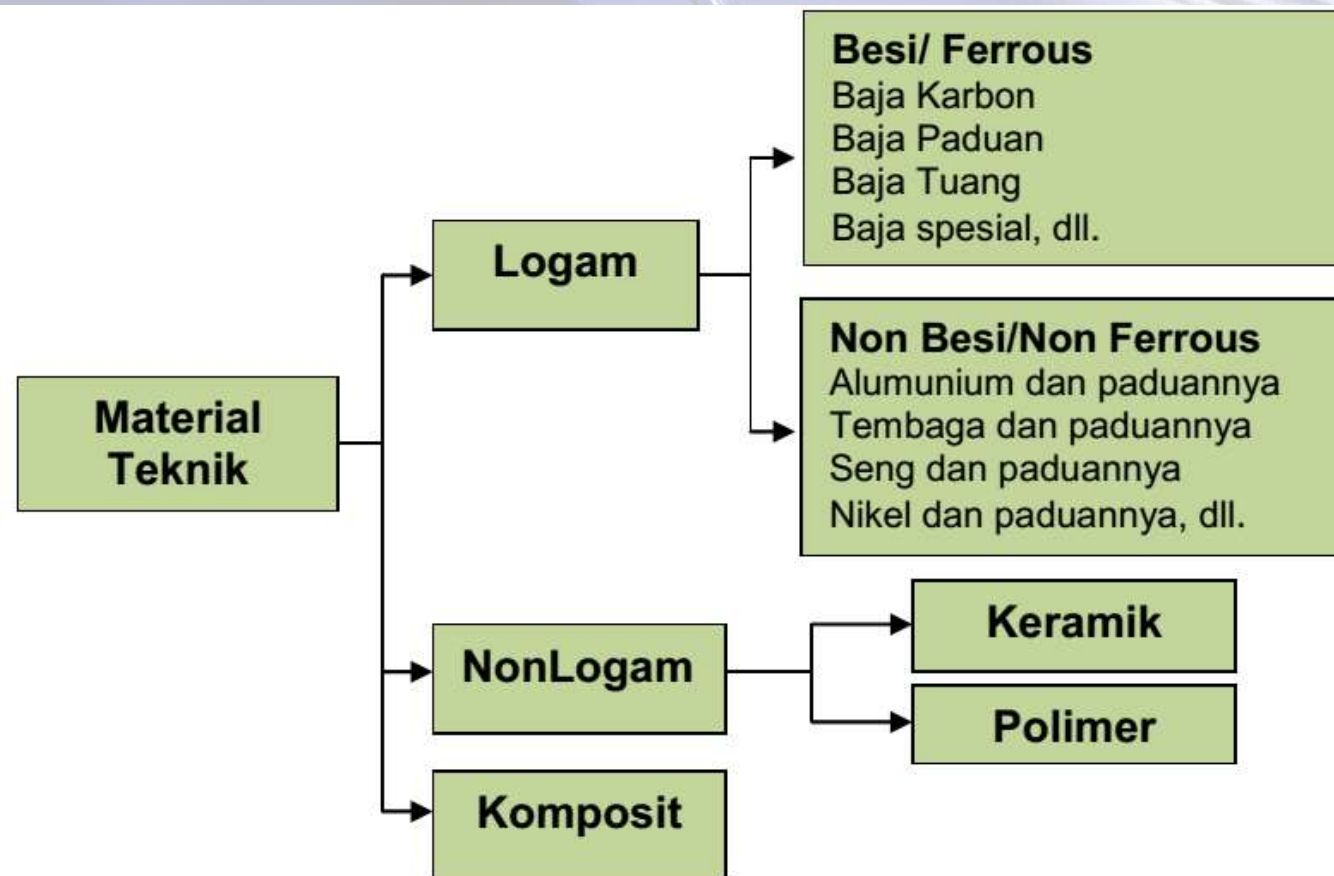 Material
Teknik
Logam
Besi/ Ferrous
Baja Karbon
Baja Paduan
Baja Tuang
Baja spesial, dll.
Non Besi/Non Ferrous
Alumunium dan paduannya
Tembaga dan paduannya
Seng dan paduannya
Nikel dan paduannya, dll.
NonLogam
Keramik
Polimer
Komposit